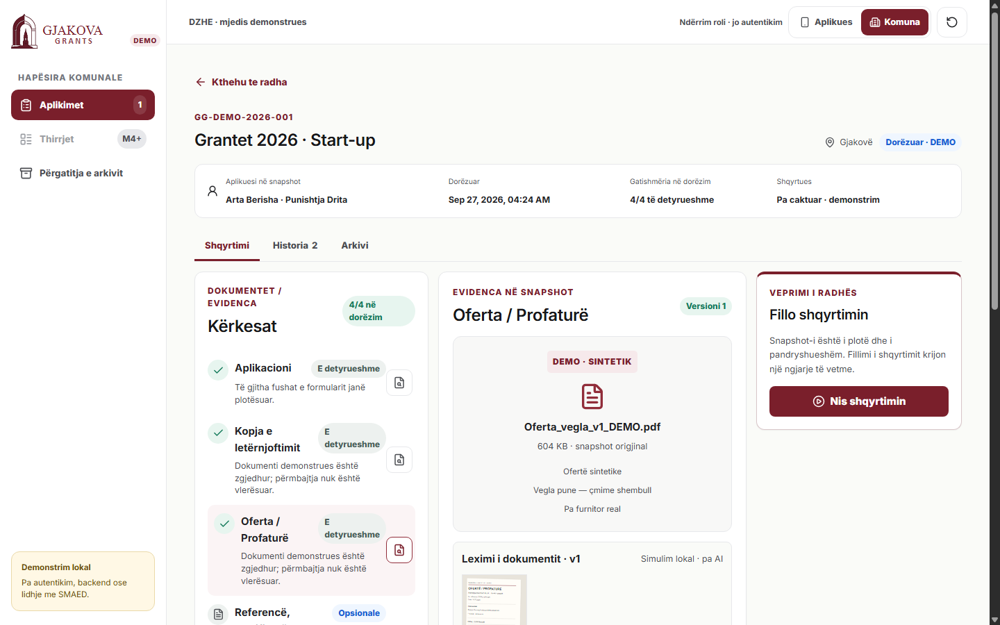 GJAKOVA
GRANTS
DEMO
DZHE · mjedis demonstrues
Ndërrim roli · jo autentikim
Aplikues
Komuna
HAPËSIRA KOMUNALE
Aplikimet 1
Thirrjet M4+
Përgatitja e arkivit
Demonstrim lokal
Pa autentikim, backend ose
lidhje me SMAED.
Kthehu te radha
GG-DEMO-2026-001
Grantet 2026 · Start-up
Gjakovë
Dorëzuar · DEMO
Aplikuesi në snapshot
Arta Berisha · Punishtja Drita
Dorëzuar
Sep 27, 2026, 04:24 AM
Gatishmëria në dorëzim
4/4 të detyrueshme
Shqyrtues
Pa caktuar · demonstrim
Shqyrtimi
Historia 2
Arkivi
DOKUMENTET /
EVIDENCA
Kërkesat
4/4 në
dorëzim
Aplikacioni
E detyrueshme
Të gjitha fushat e formularit janë
plotësuar.
Kopja e
letërnjoftimit
E
detyrueshme
Dokumenti demonstrues është
zgjedhur; përmbajtja nuk është
vlerësuar.
Oferta /
Profaturë
E
detyrueshme
Dokumenti demonstrues është
zgjedhur; përmbajtja nuk është
vlerësuar.
Referencë,
Opsionale
EVIDENCA NË SNAPSHOT
Oferta / Profaturë
Versioni 1
DEMO · SINTETIK
Oferta_vegla_v1_DEMO.pdf
604 KB · snapshot origjinal
Ofertë sintetike
Vegla pune — çmime shembull
Pa furnitor real
Leximi i dokumentit · v1
Simulim lokal · pa AI
OFERTË / PROFATURË
VEPRIMI I RADHËS
Fillo shqyrtimin
Snapshot-i është i plotë dhe i
pandryshueshëm. Fillimi i shqyrtimit krijon
një ngjarje të vetme.
Nis shqyrtimin